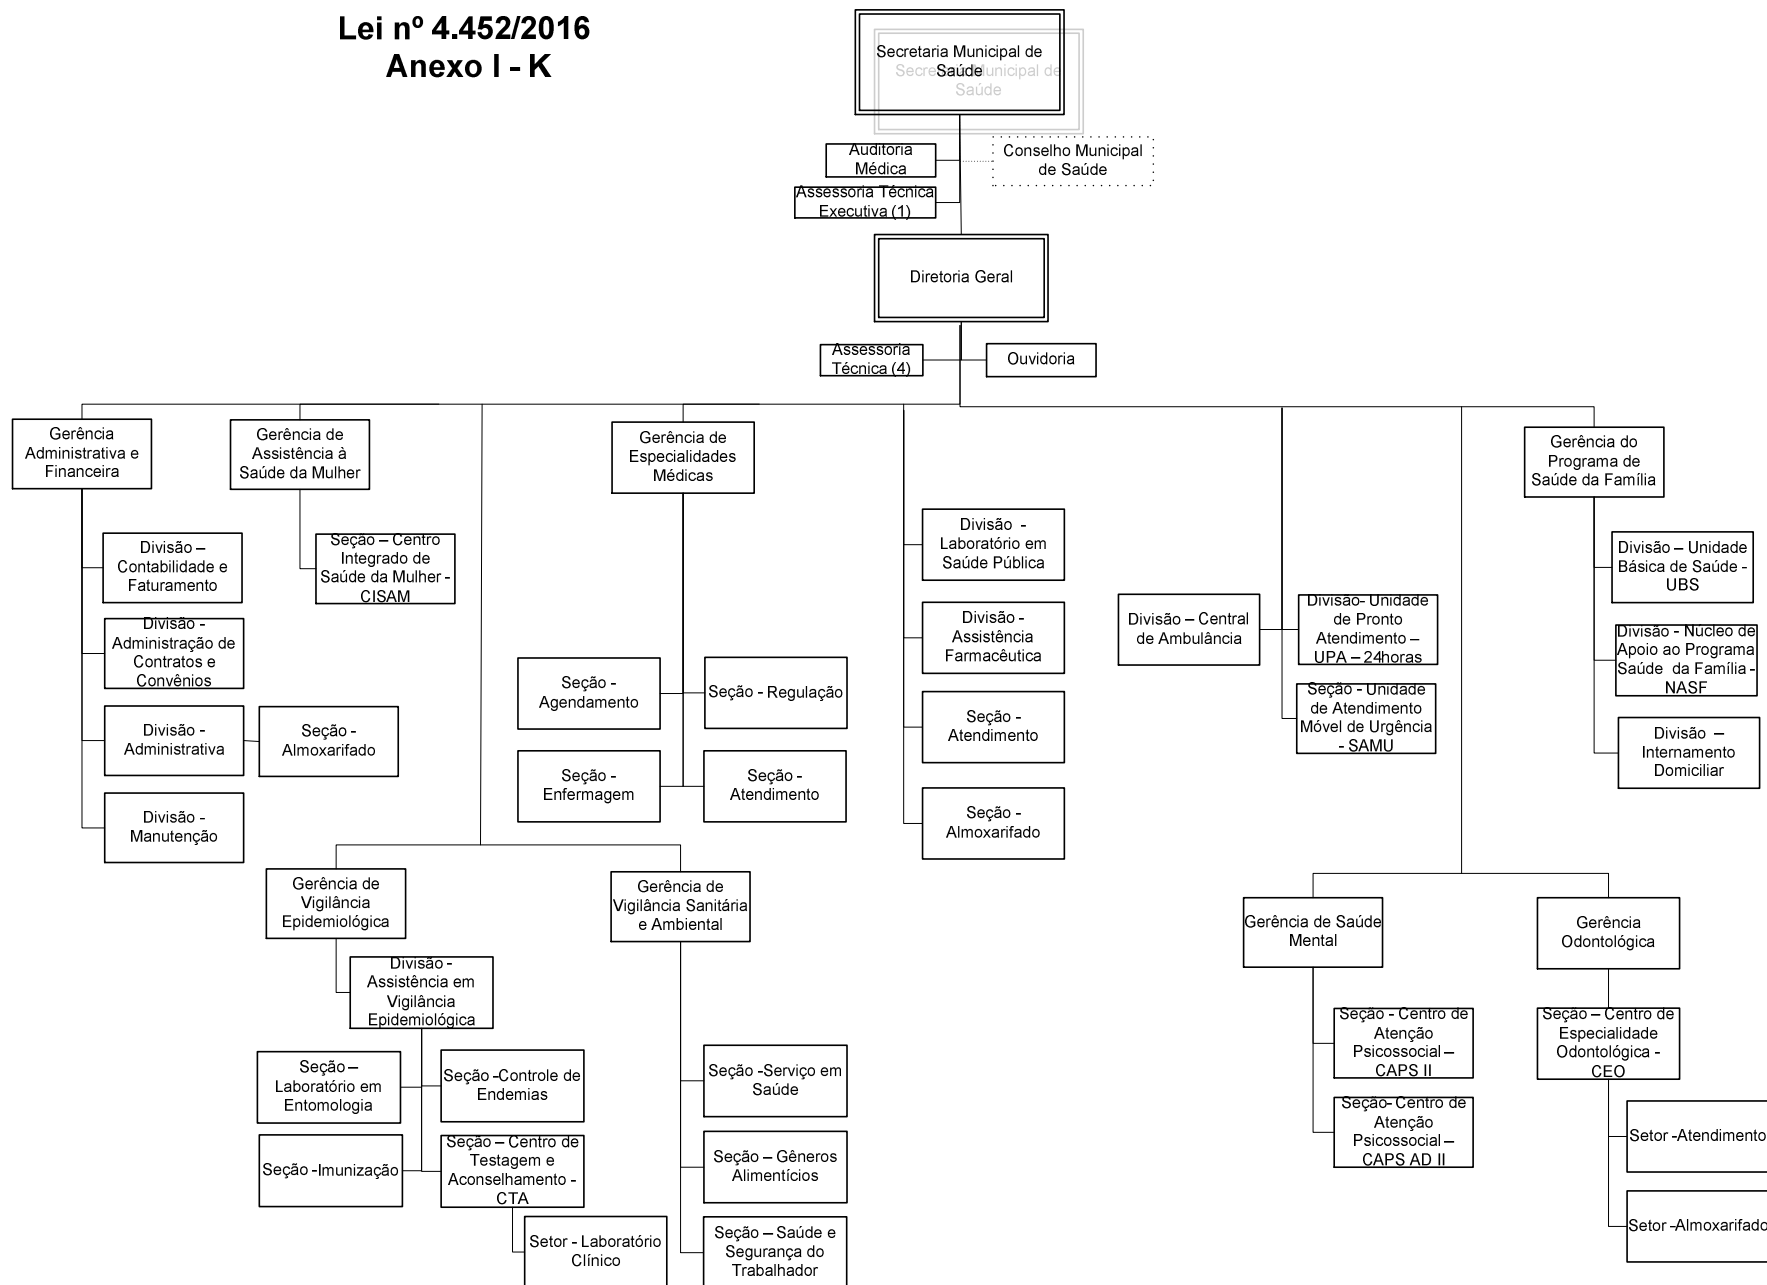 Lei nº 4.452/2016
Anexo I - K
Secretaria Municipal de
Saúde
Secretaria Municipal de
Saúde
Auditoria
Médica
Conselho Municipal
de Saúde
Assessoria Técnica
Executiva (1)
Diretoria Geral
Assessoria
Técnica (4)
Ouvidoria
Gerência
Administrativa e
Financeira
Gerência de
Assistência à
Saúde da Mulher
Gerência de
Especialidades
Médicas
Gerência do
Programa de
Saúde da Família
Divisão –
Contabilidade e
Faturamento
Divisão -
Administração de
Contratos e
Convênios
Divisão -
Administrativa
Seção -
Almoxarifado
Divisão -
Manutenção
Seção – Centro
Integrado de
Saúde da Mulher -
CISAM
Seção -
Agendamento
Seção - Regulação
Seção -
Enfermagem
Seção -
Atendimento
Divisão -
Laboratório em
Saúde Pública
Divisão -
Assistência
Farmacêutica
Seção -
Atendimento
Seção -
Almoxarifado
Divisão – Central
de Ambulância
Divisão- Unidade
de Pronto
Atendimento –
UPA – 24horas
Seção - Unidade
de Atendimento
Móvel de Urgência
- SAMU
Divisão – Unidade
Básica de Saúde -
UBS
Divisão - Núcleo de
Apoio ao Programa
Saúde da Família -
NASF
Divisão –
Internamento
Domiciliar
Gerência de
Vigilância
Epidemiológica
Gerência de
Vigilância Sanitária
e Ambiental
Gerência de Saúde
Mental
Gerência
Odontológica
Divisão -
Assistência em
Vigilância
Epidemiológica
Seção –
Laboratório em
Entomologia
Seção -Controle de
Endemias
Seção -Imunização
Seção – Centro de
Testagem e
Aconselhamento -
CTA
Setor - Laboratório
Clínico
Seção -Serviço em
Saúde
Seção – Gêneros
Alimentícios
Seção – Saúde e
Segurança do
Trabalhador
Seção - Centro de
Atenção
Psicossocial –
CAPS II
Seção- Centro de
Atenção
Psicossocial –
CAPS AD II
Seção – Centro de
Especialidade
Odontológica -
CEO
Setor -Atendimento
Setor -Almoxarifado